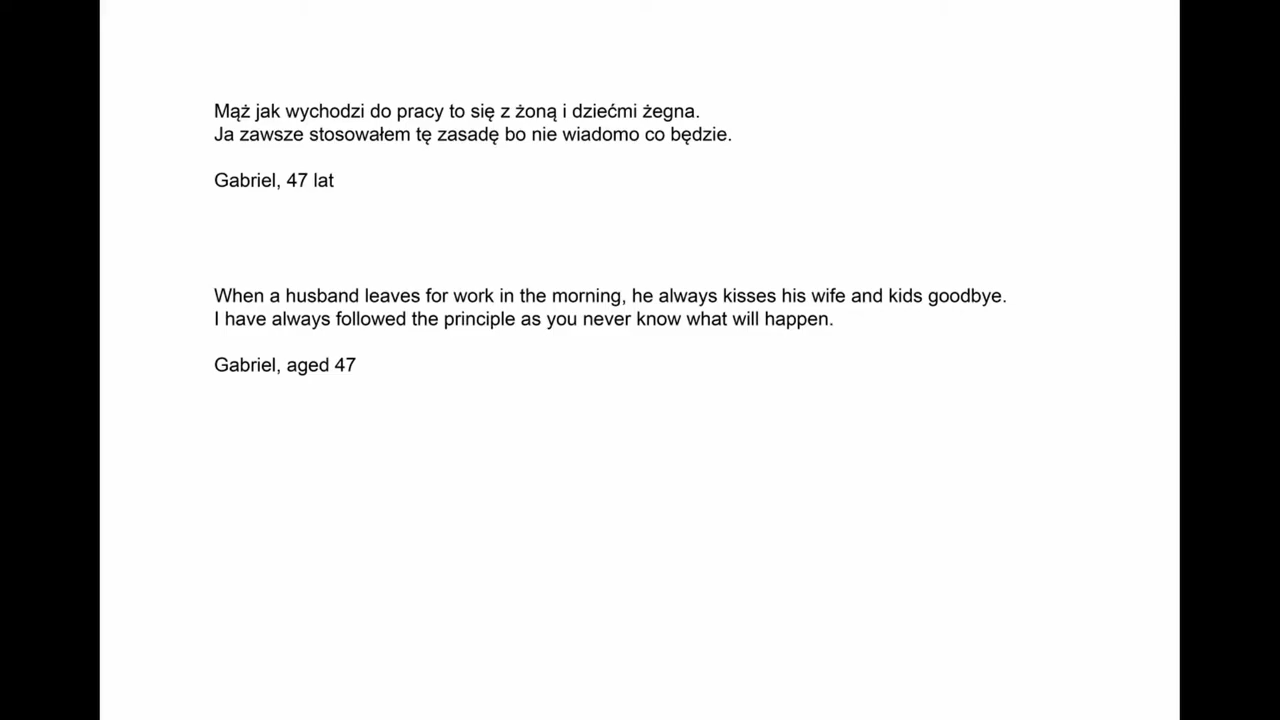 Mąż jak wychodzi do pracy to się z żoną i dziećmi żegna.
Ja zawsze stosowałem tę zasadę bo nie wiadomo co będzie.
Gabriel, 47 lat
When a husband leaves for work in the morning, he always kisses his wife and kids goodbye.
I have always followed the principle as you never know what will happen.
Gabriel, aged 47